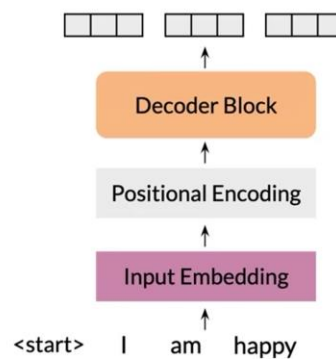 Decoder Block
Positional Encoding
Input Embedding
<start> I am happy